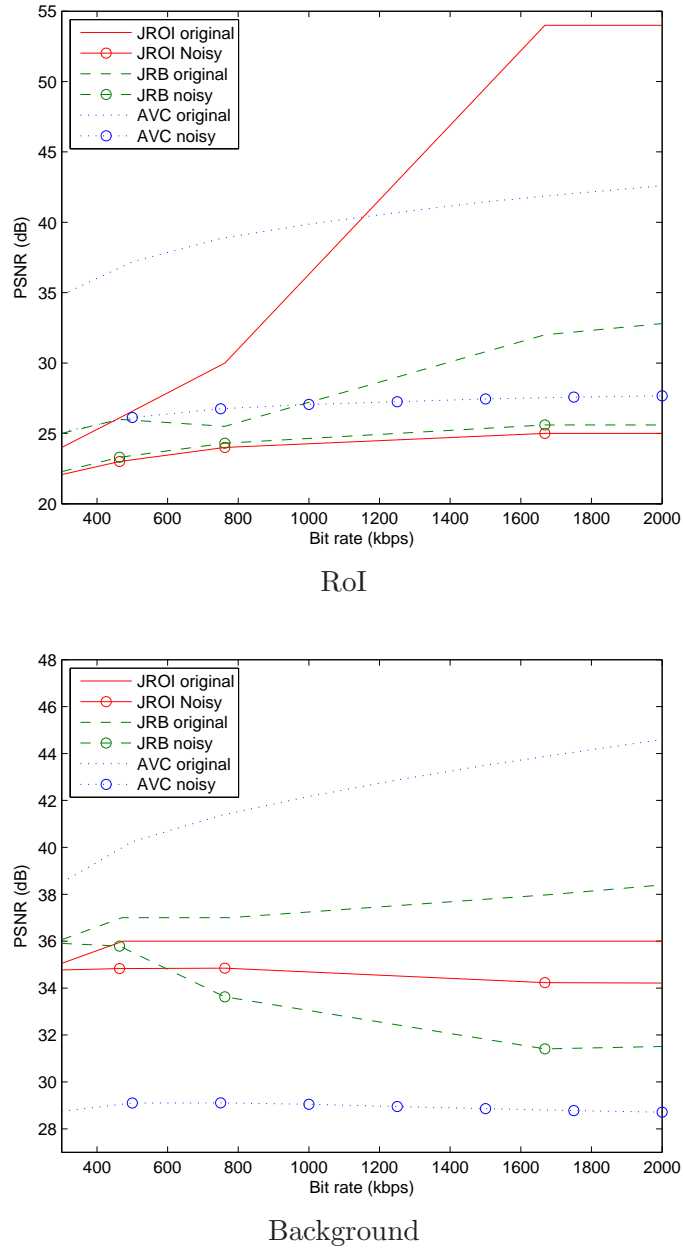 55
50
45
40
35
30
25
20
PSNR (dB)
JROI original
JROI Noisy
JRB original
JRB noisy
AVC original
AVC noisy
400 600 800 1000 1200 1400 1600 1800 2000
Bit rate (kbps)
RoI
48
46
44
42
40
38
36
34
32
30
28
PSNR (dB)
JROI original
JROI Noisy
JRB original
JRB noisy
AVC original
AVC noisy
400 600 800 1000 1200 1400 1600 1800 2000
Bit rate (kbps)
Background